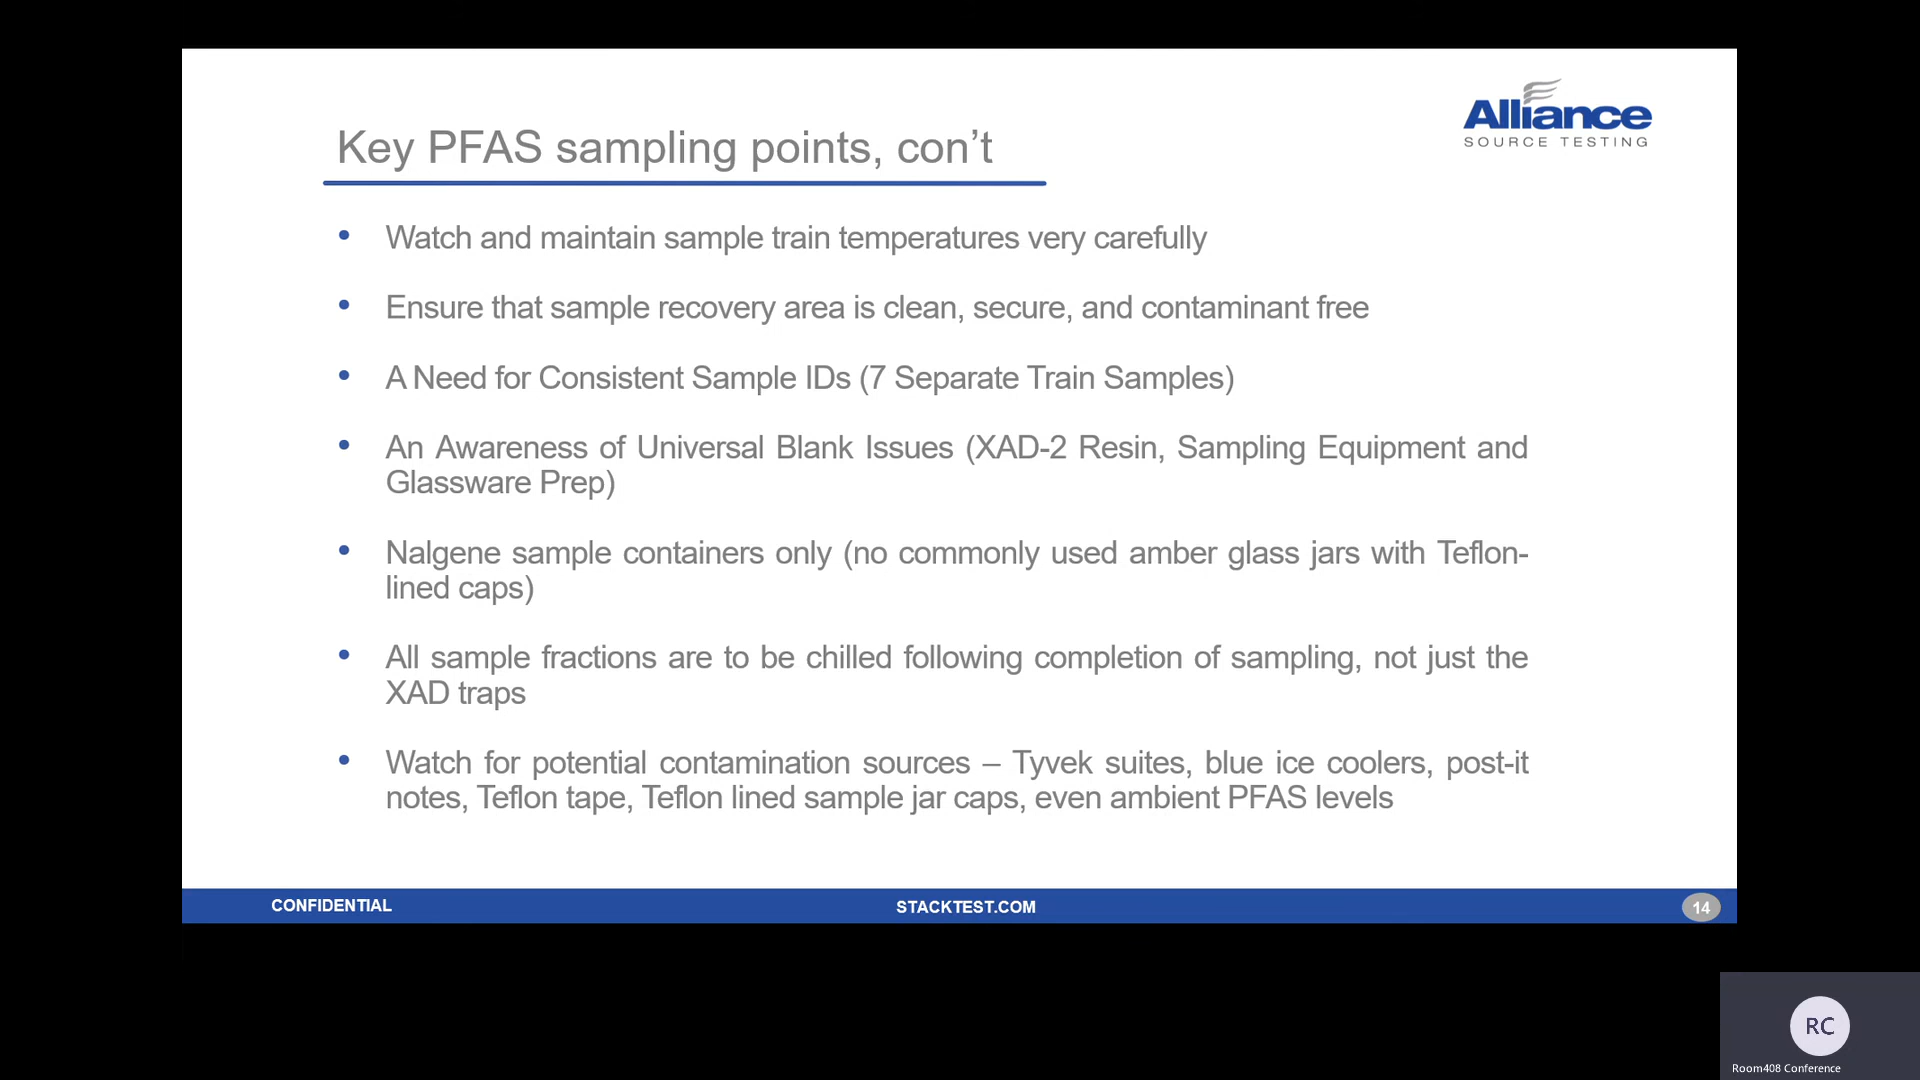 Alliance
SOURCE TESTING
Key PFAS sampling points, con’t
• Watch and maintain sample train temperatures very carefully
• Ensure that sample recovery area is clean, secure, and contaminant free
• A Need for Consistent Sample IDs (7 Separate Train Samples)
• An Awareness of Universal Blank Issues (XAD-2 Resin, Sampling Equipment and
Glassware Prep)
• Nalgene sample containers only (no commonly used amber glass jars with Teflon-
lined caps)
• All sample fractions are to be chilled following completion of sampling, not just the
XAD traps
• Watch for potential contamination sources – Tyvek suites, blue ice coolers, post-it
notes, Teflon tape, Teflon lined sample jar caps, even ambient PFAS levels
CONFIDENTIAL
STACKTEST.COM
14
RC
Room408 Conference